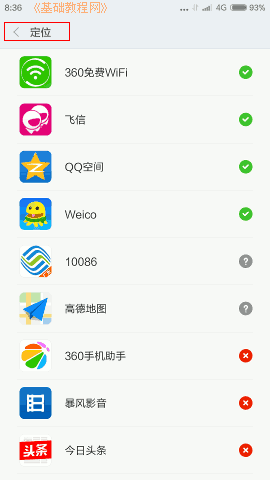 8:36 《基础教程网》 ... 4G 93%
定位
360免费WiFi
飞信
QQ空间
Weico
10086
?
高德地图
?
360手机助手
暴风影音
头条 今日头条